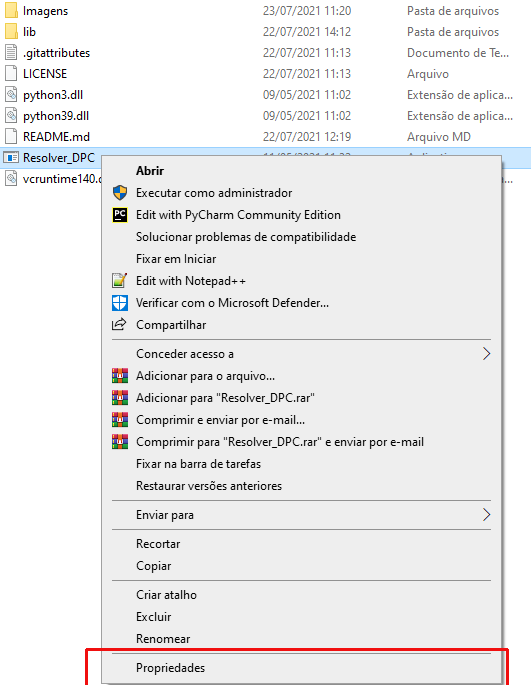 Imagens 23/07/2021 11:20 Pasta de arquivos
lib 22/07/2021 14:12 Pasta de arquivos
.gitattributes 22/07/2021 11:13 Documento de Te...
LICENSE 22/07/2021 11:13 Arquivo
python3.dll 09/05/2021 11:02 Extensão de aplica...
python39.dll 09/05/2021 11:02 Extensão de aplica...
README.md 22/07/2021 12:19 Arquivo MD
Resolver_DPC
vcruntime140.
Abrir
Executar como administrador
PC Edit with PyCharm Community Edition
Solucionar problemas de compatibilidade
Fixar em Iniciar
Edit with Notepad++
Verificar com o Microsoft Defender...
Compartilhar
Conceder acesso a
Adicionar para o arquivo...
Adicionar para "Resolver_DPC.rar"
Comprimir e enviar por e-mail...
Comprimir para "Resolver_DPC.rar" e enviar por e-mail
Fixar na barra de tarefas
Restaurar versões anteriores
Enviar para
Recortar
Copiar
Criar atalho
Excluir
Renomear
Propriedades